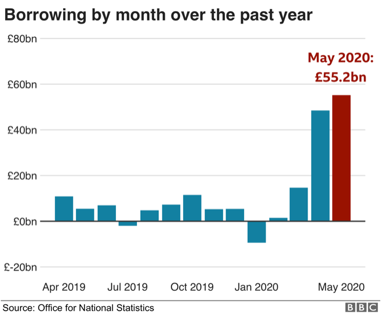 Borrowing by month over the past year
£80bn
May 2020:
£55.2bn
£60bn
£40bn
£20bn
£0bn
£-20bn
Apr 2019 Jul 2019 Oct 2019 Jan 2020 May 2020
Source: Office for National Statistics BBC